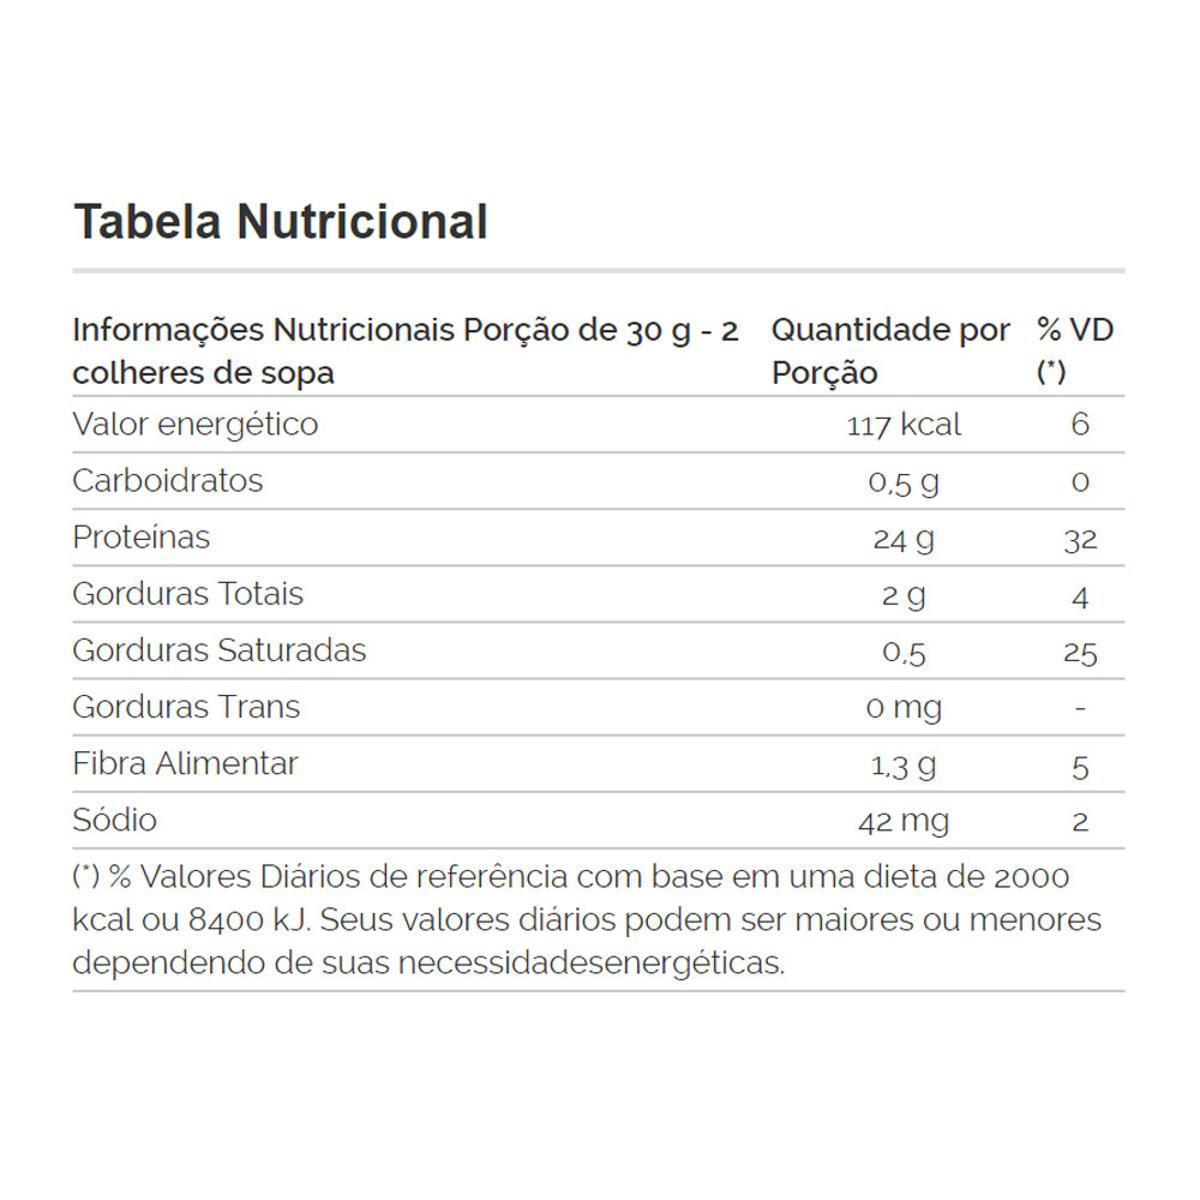 Tabela Nutricional
Informações Nutricionais Porção de 30 g - 2 Quantidade por % VD
colheres de sopa Porção (*)
Valor energético 117 kcal 6
Carboidratos 0,5 g 0
Proteínas 24 g 32
Gorduras Totais 2 g 4
Gorduras Saturadas 0,5 25
Gorduras Trans 0 mg -
Fibra Alimentar 1,3 g 5
Sódio 42 mg 2
(*) % Valores Diários de referência com base em uma dieta de 2000
kcal ou 8400 kJ. Seus valores diários podem ser maiores ou menores
dependendo de suas necessidadesenergéticas.